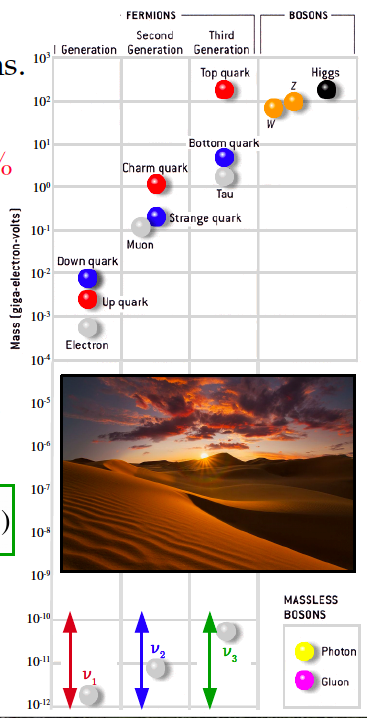 FERMIONS
BOSONS
Generation
Second
Generation
Third
Generation
ns.
%
)
Mass (giga-electron-volts)
10³
10²
10¹
10⁰
10⁻¹
10⁻²
10⁻³
10⁻⁴
10⁻⁵
10⁻⁶
10⁻⁷
10⁻⁸
10⁻⁹
10⁻¹⁰
10⁻¹¹
10⁻¹²
Top quark
Higgs
Z
W
Bottom quark
Tau
Charm quark
Strange quark
Muon
Down quark
Up quark
Electron
ν₁
ν₂
ν₃
MASSLESS
BOSONS
Photon
Gluon